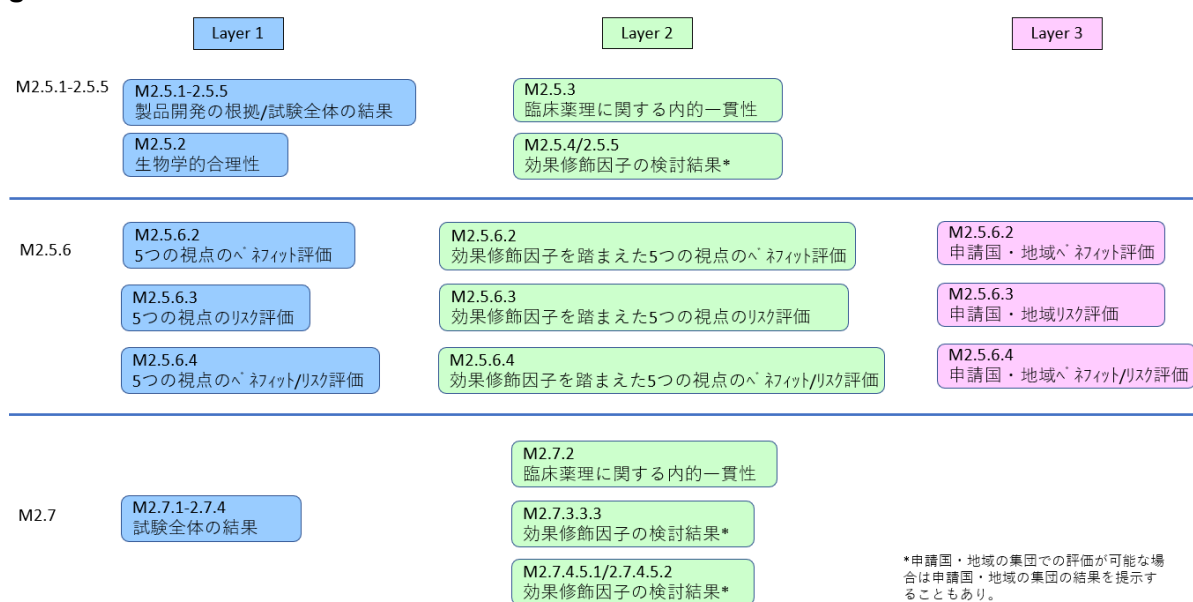 Layer 1
Layer 2
Layer 3
M2.5.1-2.5.5
M2.5.1-2.5.5
製品開発の根拠/試験全体の結果
M2.5.2
生物学的合理性
M2.5.3
臨床薬理に関する内的一貫性
M2.5.4/2.5.5
効果修飾因子の検討結果*
M2.5.6
M2.5.6.2
5つの視点のﾍﾞﾈﾌｨｯﾄ評価
M2.5.6.3
5つの視点のﾘｽｸ評価
M2.5.6.4
5つの視点のﾍﾞﾈﾌｨｯﾄ/ﾘｽｸ評価
M2.5.6.2
効果修飾因子を踏まえた5つの視点のﾍﾞﾈﾌｨｯﾄ評価
M2.5.6.3
効果修飾因子を踏まえた5つの視点のﾘｽｸ評価
M2.5.6.4
効果修飾因子を踏まえた5つの視点のﾍﾞﾈﾌｨｯﾄ/ﾘｽｸ評価
M2.5.6.2
申請国・地域ﾍﾞﾈﾌｨｯﾄ評価
M2.5.6.3
申請国・地域ﾘｽｸ評価
M2.5.6.4
申請国・地域ﾍﾞﾈﾌｨｯﾄ/ﾘｽｸ評価
M2.7
M2.7.1-2.7.4
試験全体の結果
M2.7.2
臨床薬理に関する内的一貫性
M2.7.3.3.3
効果修飾因子の検討結果*
M2.7.4.5.1/2.7.4.5.2
効果修飾因子の検討結果*
*申請国・地域の集団での評価が可能な場
合は申請国・地域の集団の結果を提示す
ることもあり。